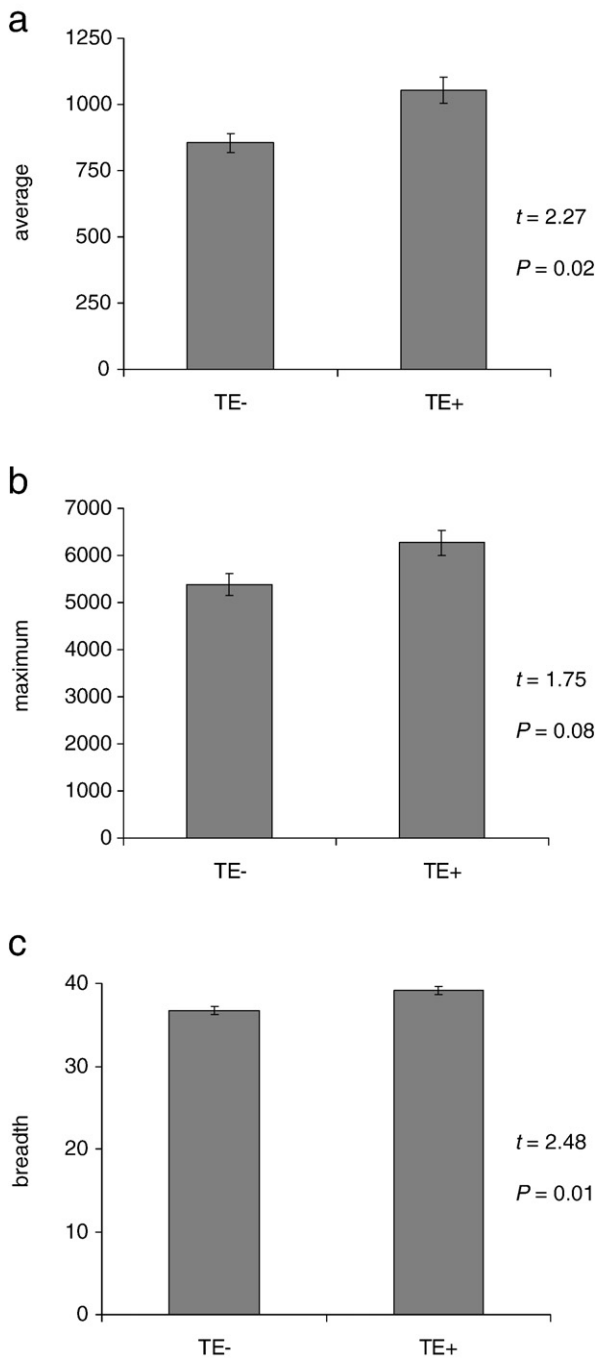 a
1250
1000
750
500
250
0
average
t = 2.27
P = 0.02
TE-
TE+
b
7000
6000
5000
4000
3000
2000
1000
0
maximum
t = 1.75
P = 0.08
TE-
TE+
c
40
30
20
10
0
breadth
t = 2.48
P = 0.01
TE-
TE+